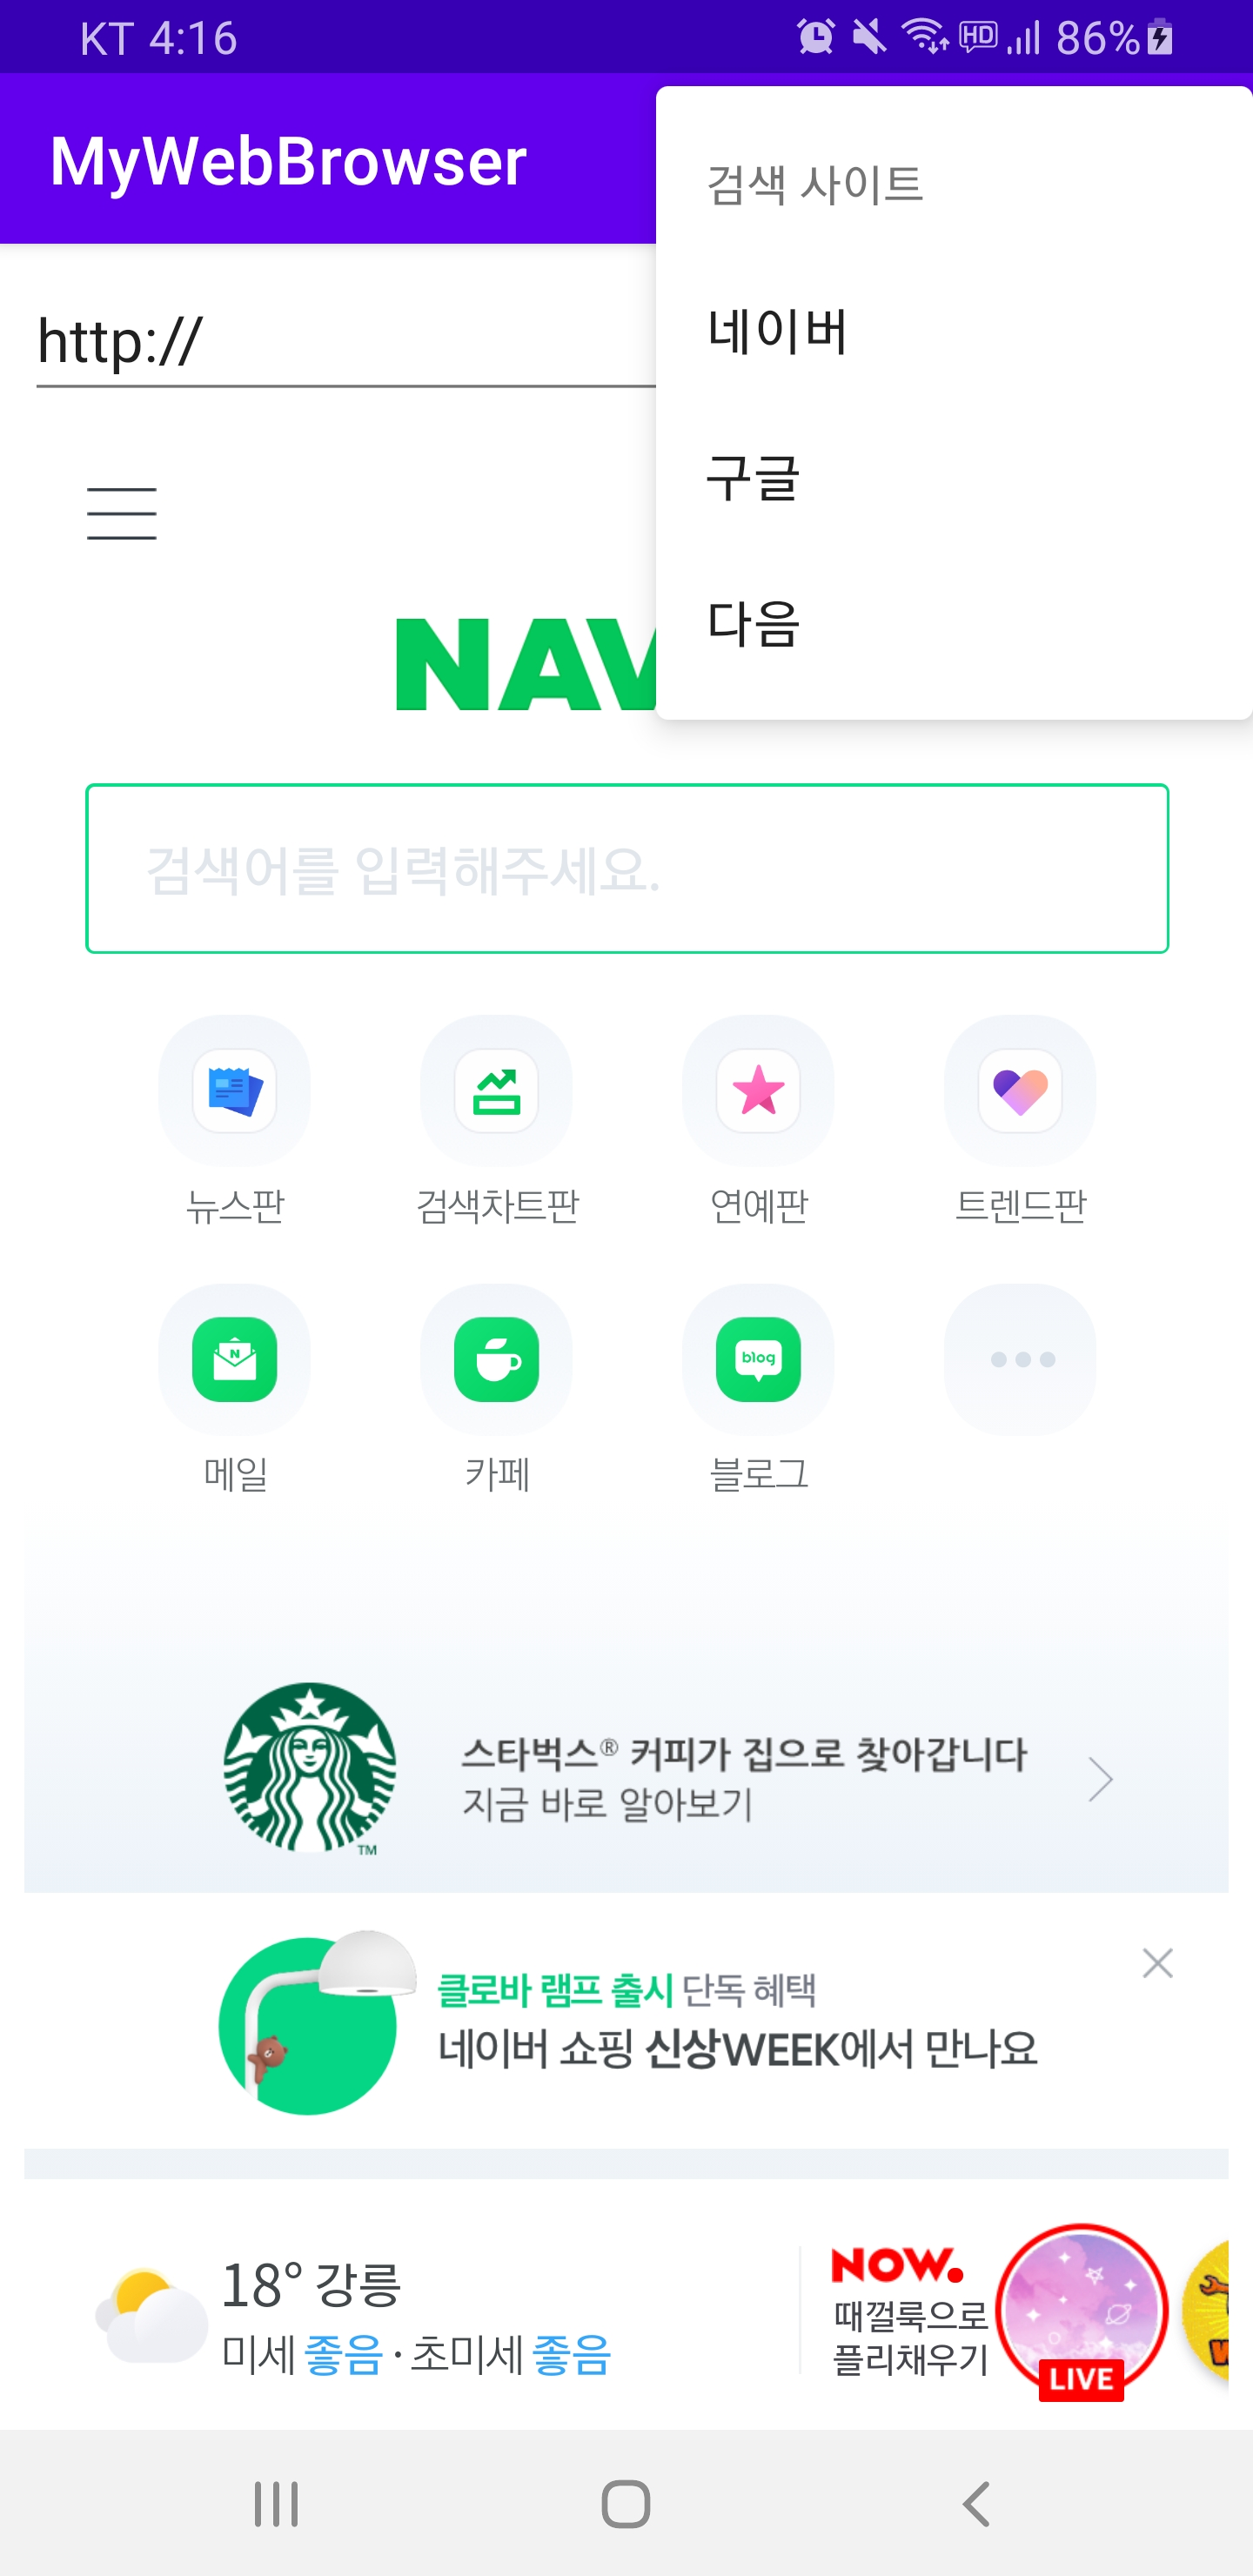 KT 4:16
HD
86%
MyWebBrowser
검색 사이트
네이버
구글
다음
http://
NAV
검색어를 입력해주세요.
뉴스판
검색차트판
연예판
트렌드판
N
blog
메일
카페
블로그
스타벅스® 커피가 집으로 찾아갑니다
지금 바로 알아보기
TM
클로바 램프 출시 단독 혜택
네이버 쇼핑 신상WEEK에서 만나요
18° 강릉
미세 좋음 · 초미세 좋음
NOW.
때껄룩으로
플리채우기
LIVE